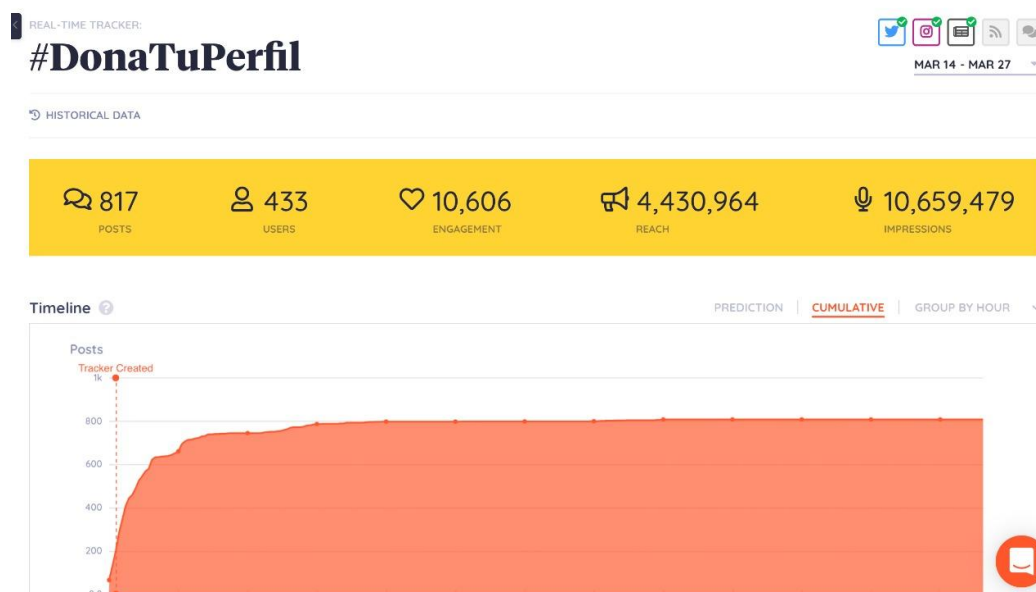 REAL-TIME TRACKER:
#DonaTuPerfil
MAR 14 - MAR 27
HISTORICAL DATA
817 433 10,606 4,430,964 10,659,479
POSTS USERS ENGAGEMENT REACH IMPRESSIONS
Timeline ? PREDICTION CUMULATIVE GROUP BY HOUR
Posts
Tracker Created
1k
800
600
400
200